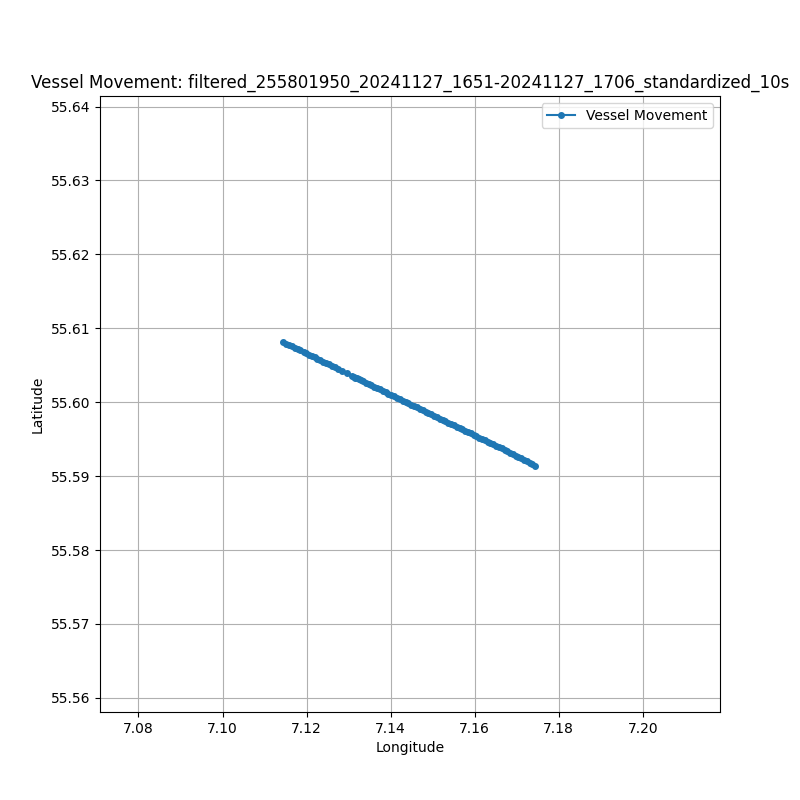 Vessel Movement: filtered_255801950_20241127_1651-20241127_1706_standardized_10s
Vessel Movement
55.64
55.63
55.62
55.61
55.60
55.59
55.58
55.57
55.56
Latitude
7.08 7.10 7.12 7.14 7.16 7.18 7.20
Longitude